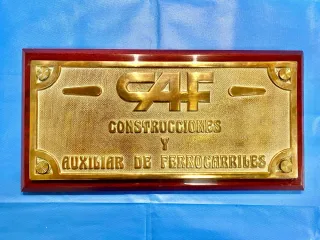 CAF
CONSTRUCCIONES
Y
AUXILIAR DE FERROCARRILES